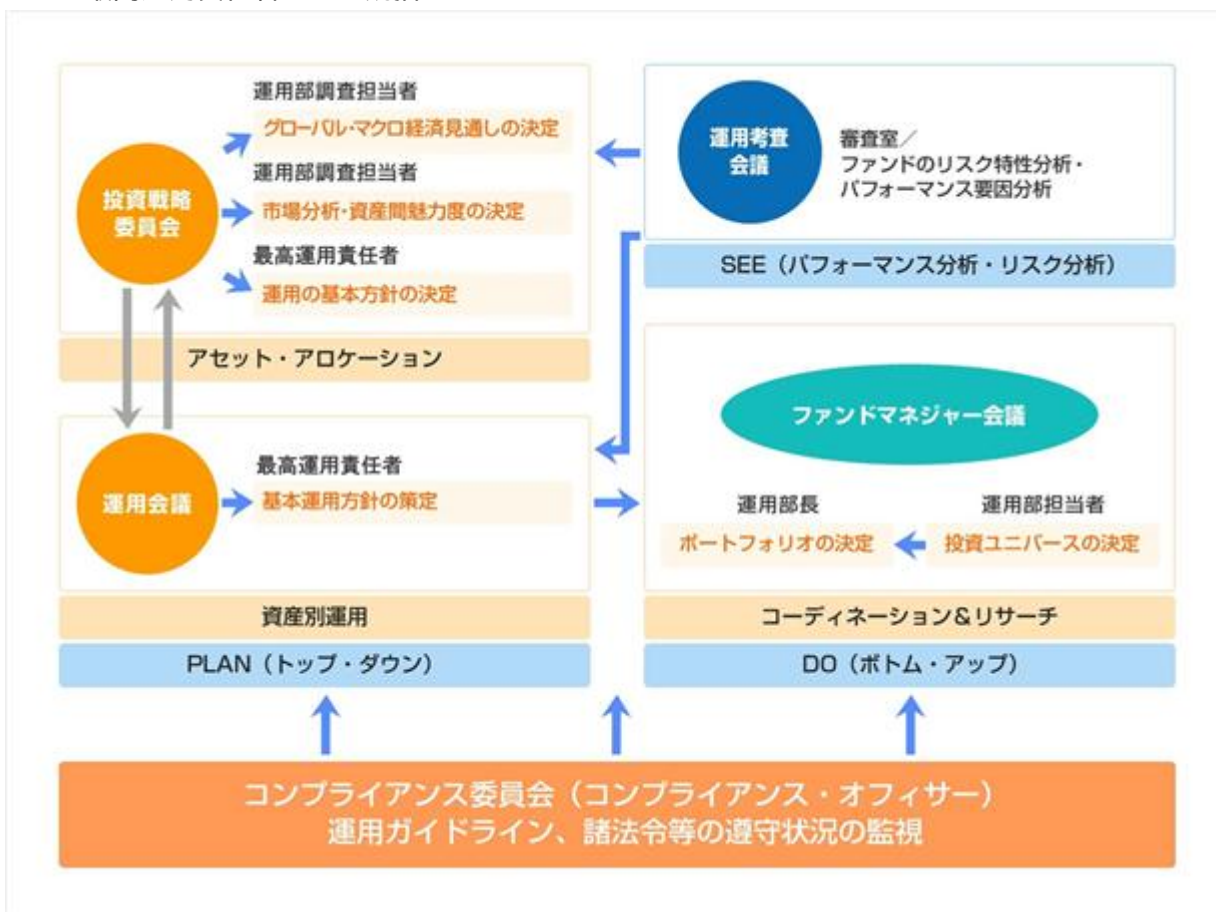 運用部調査担当者
グローバル・マクロ経済見通しの決定
運用部調査担当者
市場分析・資産間魅力度の決定
最高運用責任者
運用の基本方針の決定
投資戦略
委員会
アセット・アロケーション
運用考査
会議
審査室／
ファンドのリスク特性分析・
パフォーマンス要因分析
SEE（パフォーマンス分析・リスク分析）
運用会議
最高運用責任者
基本運用方針の策定
資産別運用
PLAN（トップ・ダウン）
ファンドマネジャー会議
運用部長
ポートフォリオの決定
運用部担当者
投資ユニバースの決定
コーディネーション＆リサーチ
DO（ボトム・アップ）
コンプライアンス委員会（コンプライアンス・オフィサー）
運用ガイドライン、諸法令等の遵守状況の監視